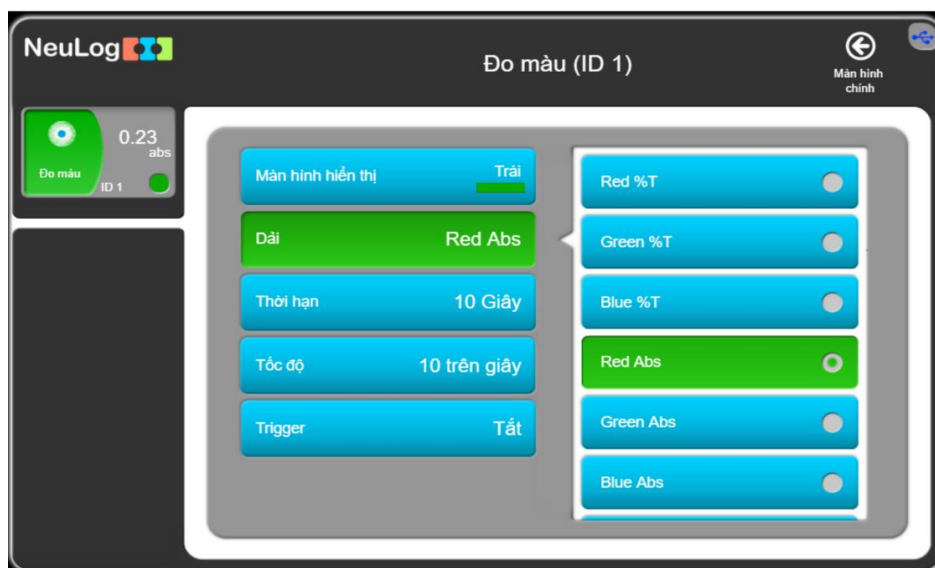 NeuLog
Đo màu (ID 1)
Màn hình
chính
0.23
abs
Đo màu
ID 1
Màn hình hiển thị Trái
Dải Red Abs
Thời hạn 10 Giây
Tốc độ 10 trên giây
Trigger Tắt
Red %T
Green %T
Blue %T
Red Abs
Green Abs
Blue Abs